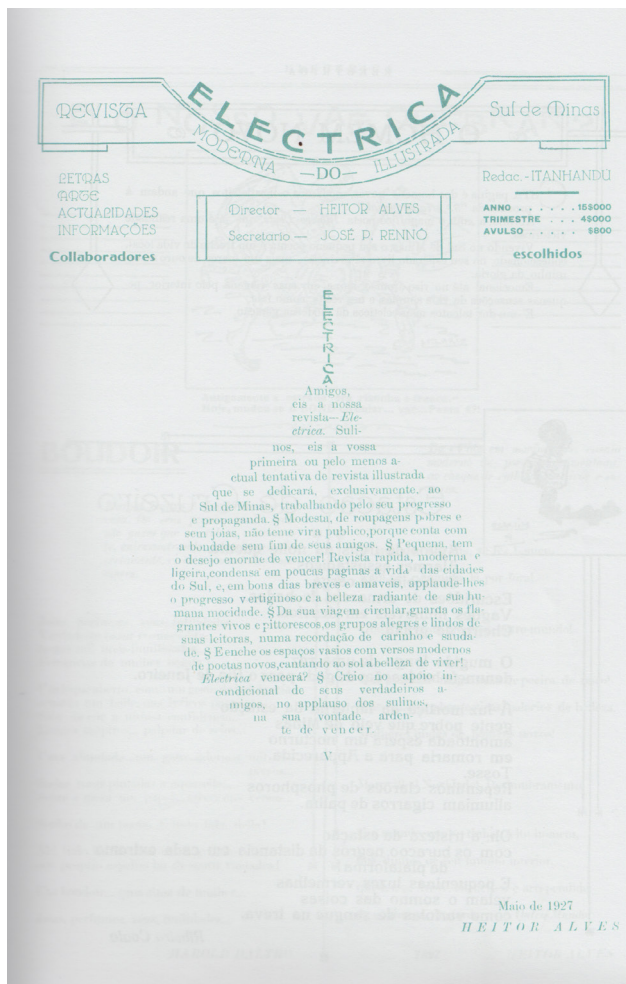 REVISTA
ELECTRICA
MODERNA —DO— ILLUSTRADA
Sul de Minas
LETRAS
ARTE
ACTUALIDADES
INFORMAÇÕES
Collaboradores
Director — HEITOR ALVES
Secretario — JOSÉ P. RENNÓ
Redac. - ITANHANDU
ANNO . . . . . . 15$000
TRIMESTRE . . . 4$000
AVULSO . . . . . $800
escolhidos
ELECTRICA
Amigos,
eis a nossa
revista—Ele-
ctrica. Suli-
nos, eis a vossa
primeira ou pelo menos a-
ctual tentativa de revista illustrada
que se dedicará, exclusivamente, ao
Sul de Minas, trabalhando pelo seu progresso
e propaganda. § Modesta, de roupagens pobres e
sem joias, não teme vir a publico,porque conta com
a bondade sem fim de seus amigos. § Pequena, tem
o desejo enorme de vencer! Revista rapida, moderna e
ligeira,condensa em poucas paginas a vida das cidades
do Sul, e, em bons dias breves e amaveis, applaude-lhes
o progresso vertiginoso e a belleza radiante de sua hu-
mana mocidade. § Da sua viagem circular,guarda os fla-
grantes vivos e pittorescos,os grupos alegres e lindos de
suas leitoras, numa recordação de carinho e sauda-
de. § E enche os espaços vasios com versos modernos
de poetas novos,cantando ao sol a belleza de viver!
Electrica vencerá? § Creio no apoio in-
condicional de seus verdadeiros a-
migos, no applauso dos sulinos,
na sua vontade arden-
te de vencer.
V
Maio de 1927
HEITOR ALVES